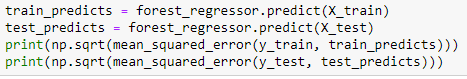 train_predicts = forest_regressor.predict(X_train)
test_predicts = forest_regressor.predict(X_test)
print(np.sqrt(mean_squared_error(y_train, train_predicts)))
print(np.sqrt(mean_squared_error(y_test, test_predicts)))